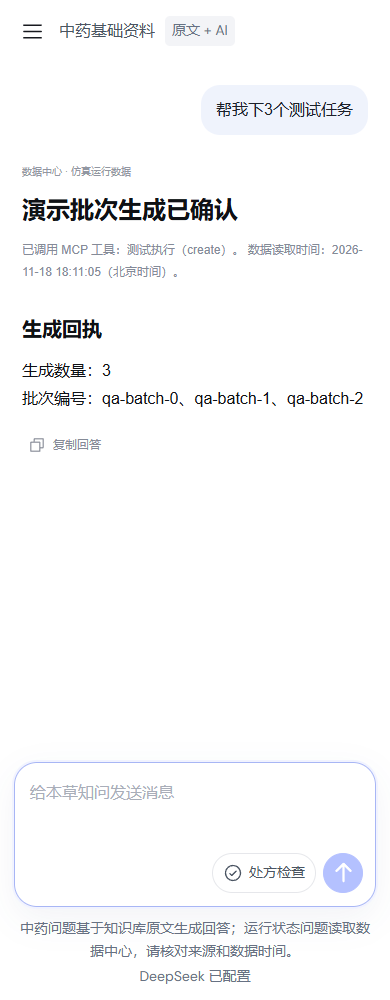 中药基础资料 原文 + AI
帮我下3个测试任务
数据中心 · 仿真运行数据
演示批次生成已确认
已调用 MCP 工具：测试执行（create）。 数据读取时间：2026-
11-18 18:11:05（北京时间）。
生成回执
生成数量：3
批次编号：qa-batch-0、qa-batch-1、qa-batch-2
复制回答
给本草知问发送消息
处方检查
中药问题基于知识库原文生成回答；运行状态问题读取数
据中心，请核对来源和数据时间。
DeepSeek 已配置